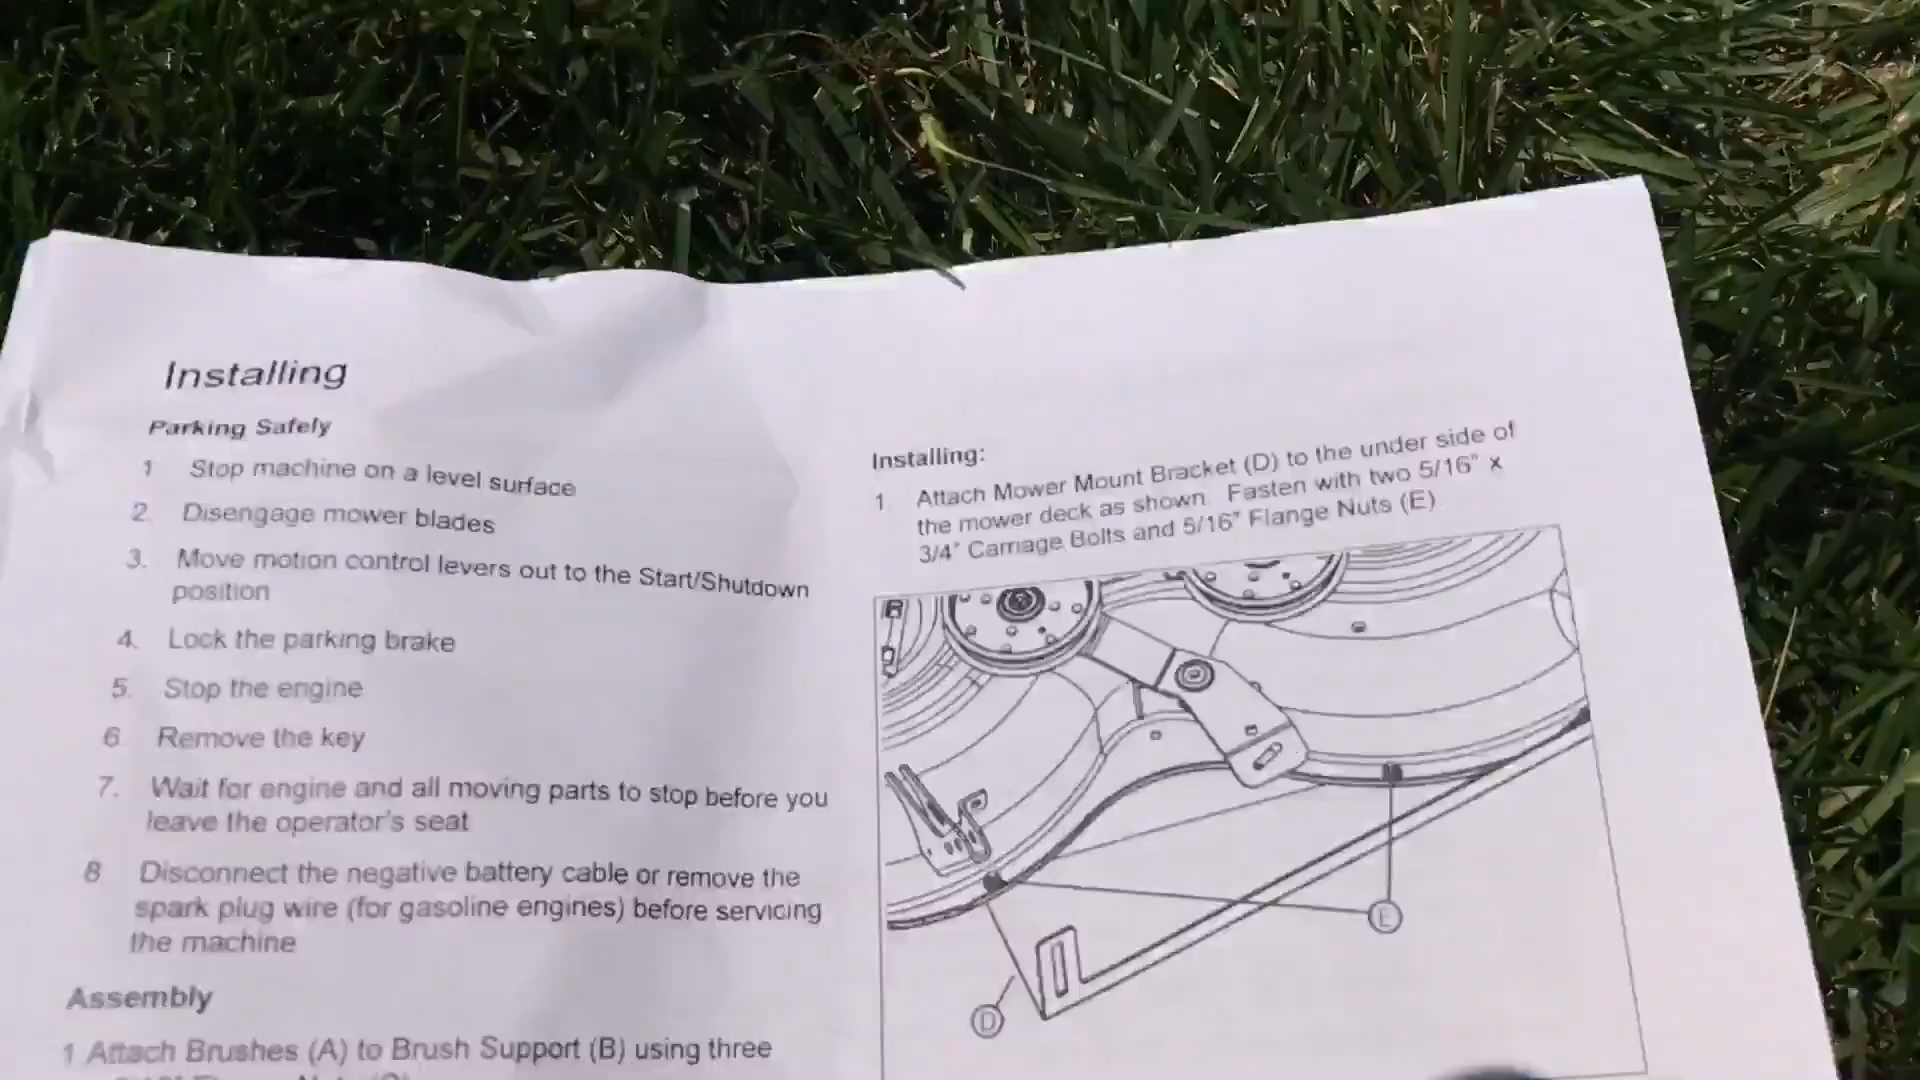 Installing
Parking Safely
1 Stop machine on a level surface
2. Disengage mower blades
3. Move motion control levers out to the Start/Shutdown
position
4. Lock the parking brake
5. Stop the engine
6 Remove the key
7. Wait for engine and all moving parts to stop before you
leave the operator's seat
8 Disconnect the negative battery cable or remove the
spark plug wire (for gasoline engines) before servicing
the machine
Assembly
1 Attach Brushes (A) to Brush Support (B) using three
Installing:
1 Attach Mower Mount Bracket (D) to the under side of
the mower deck as shown. Fasten with two 5/16" x
3/4" Carriage Bolts and 5/16" Flange Nuts (E)
E
D